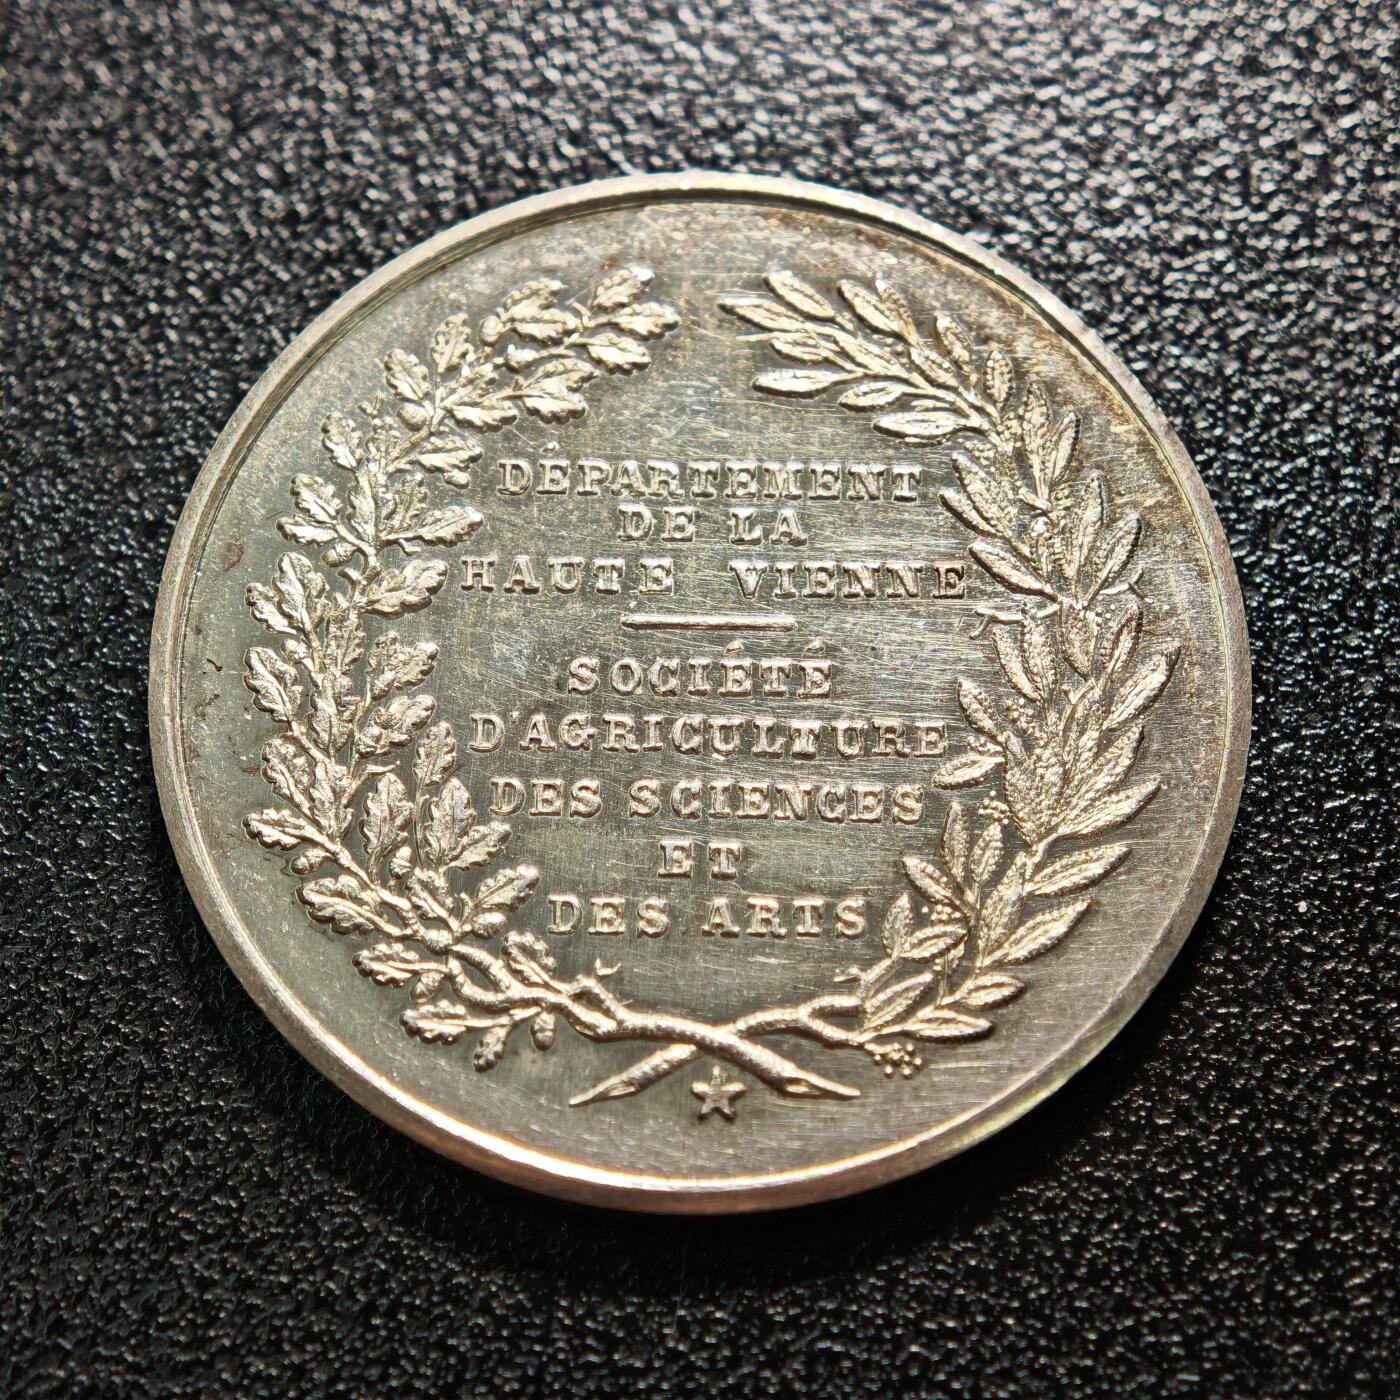 DÉPARTEMENT
DE LA
HAUTE VIENNE
SOCIÉTÉ
D'AGRICULTURE
DES SCIENCES
ET
DES ARTS